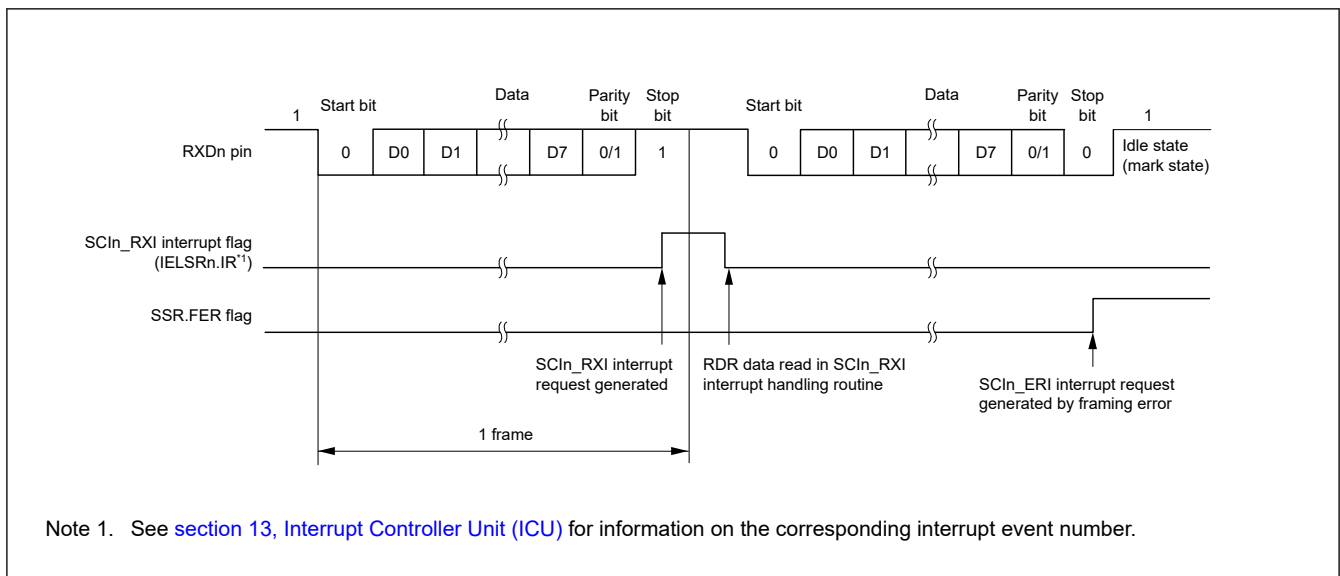 Start bit
Data
Parity bit
Stop bit
Start bit
Data
Parity bit
Stop bit
1
1
RXDn pin
0
D0
D1
D7
0/1
1
0
D0
D1
D7
0/1
0
Idle state
(mark state)
SCIn_RXI interrupt flag
(IELSRn.IR*1)
SSR.FER flag
SCIn_RXI interrupt
request generated
RDR data read in SCIn_RXI
interrupt handling routine
SCIn_ERI interrupt request
generated by framing error
1 frame
Note 1. See section 13, Interrupt Controller Unit (ICU) for information on the corresponding interrupt event number.